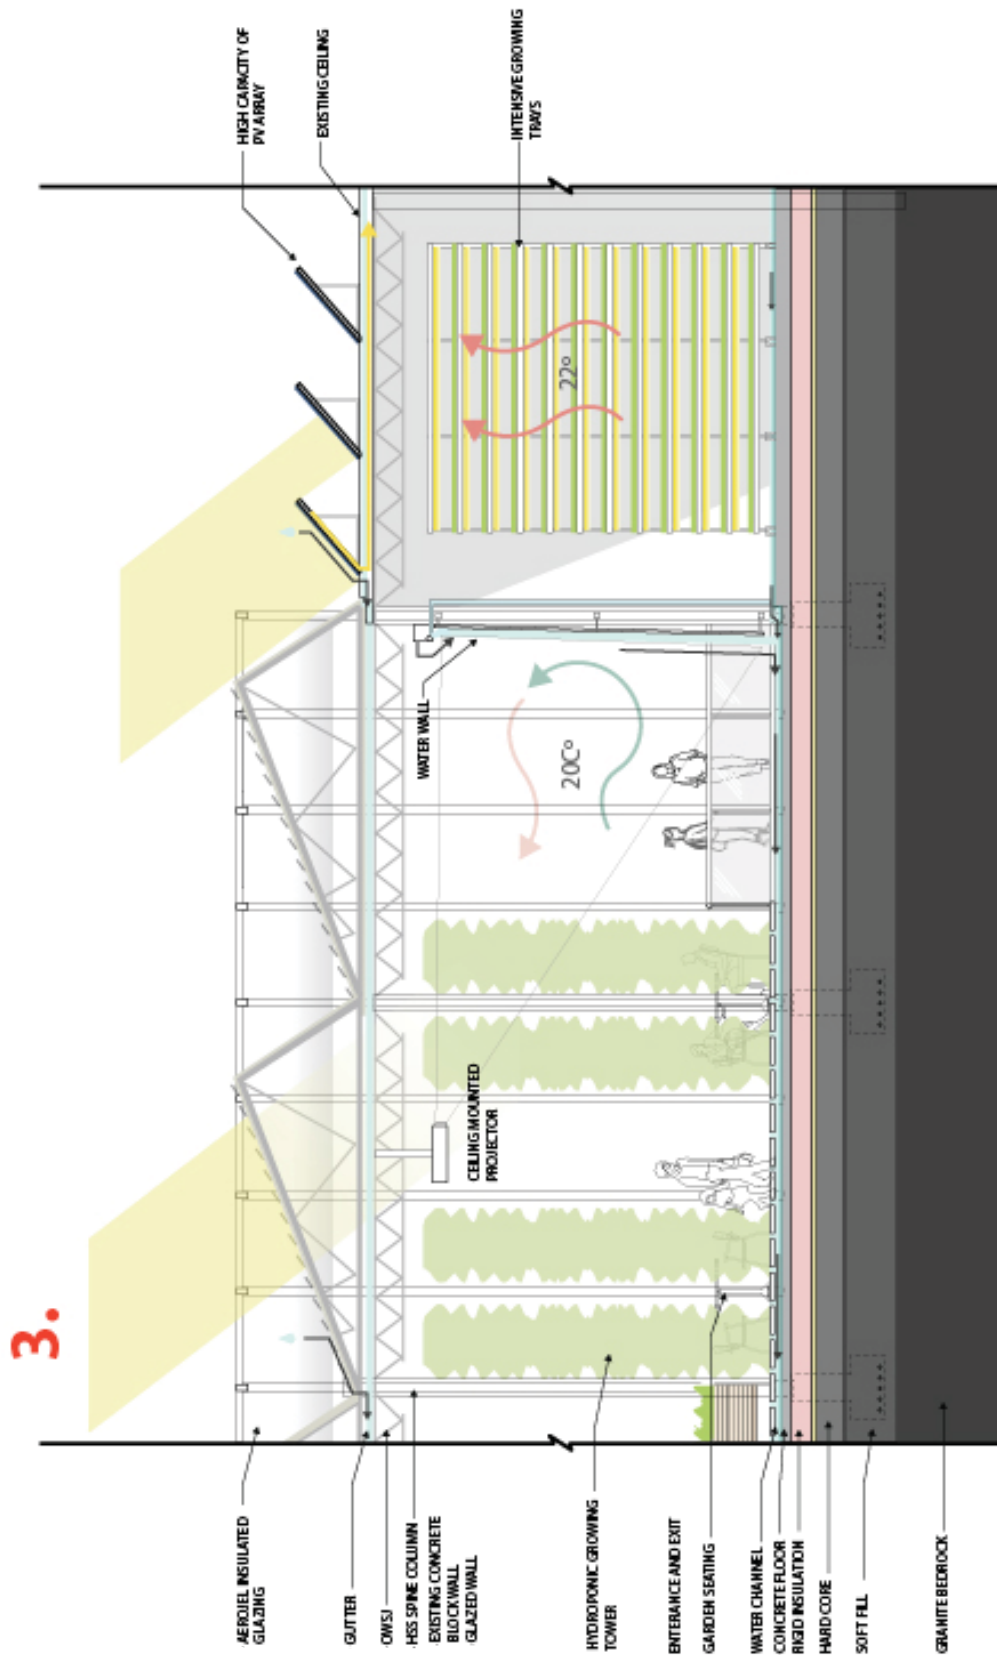 3.
HIGH CAPACITY OF
PV ARRAY
EXISTING CEILING
INTENSIVE GROWING
TRAYS
22°
WATER WALL
20C°
CEILING MOUNTED
PROJECTOR
AEROJEL INSULATED
GLAZING
GUTTER
OWSJ
HSS SPINE COLUMN
EXISTING CONCRETE
BLOCK WALL
GLAZED WALL
HYDROPONIC GROWING
TOWER
ENTERANCE AND EXIT
GARDEN SEATING
WATER CHANNEL
CONCRETE FLOOR
RIGID INSULATION
HARDCORE
SOFT FILL
GRANITE BEDROCK